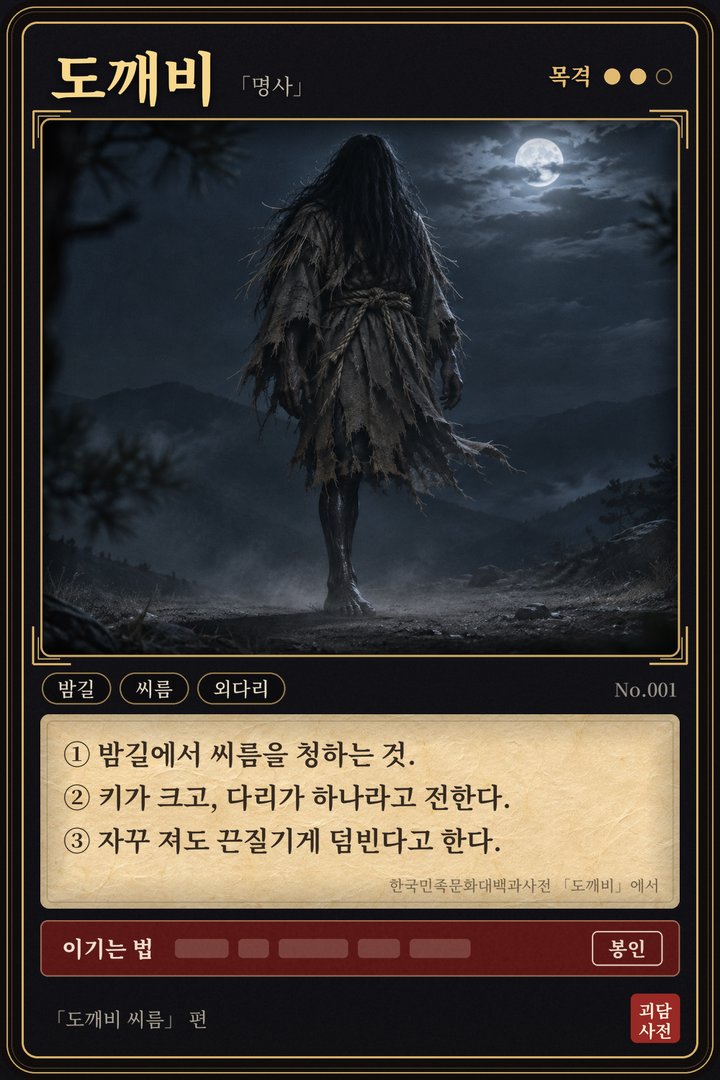 도깨비 「명사」 목격
밤길 씨름 외다리 No.001
① 밤길에서 씨름을 청하는 것.
② 키가 크고, 다리가 하나라고 전한다.
③ 자꾸 져도 끈질기게 덤빈다고 한다.
한국민족문화대백과사전 「도깨비」에서
이기는 법 봉인
「도깨비 씨름」 편
괴담
사전